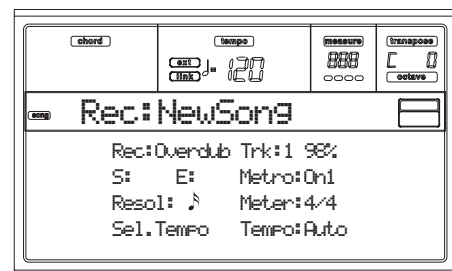 chord tempo measure transpose
ext link = 120 888 C 0
octave
song Rec:NewSong
Rec:Overdub Trk:1 98%
S: E: Metro:On1
Resol: Meter:4/4
Sel.Tempo Tempo:Auto